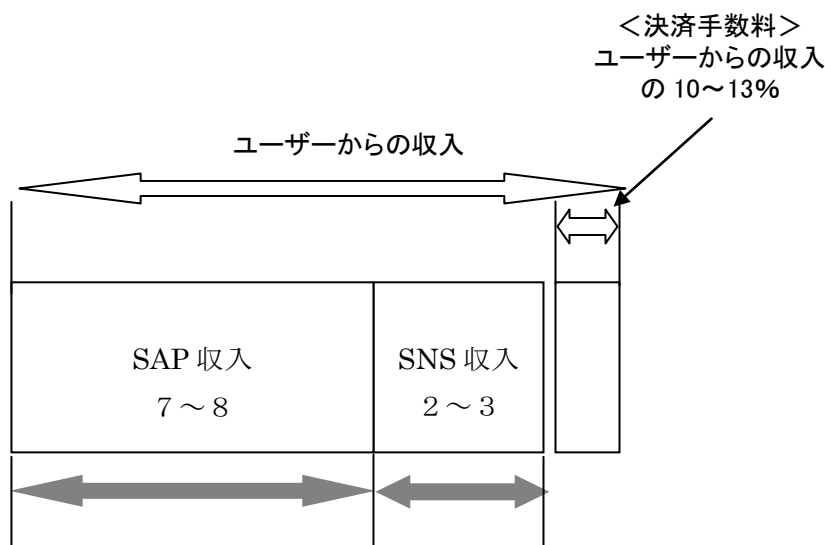 ＜決済手数料＞
ユーザーからの収入
の 10～13％
ユーザーからの収入
SAP 収入
７～８
SNS 収入
２～３